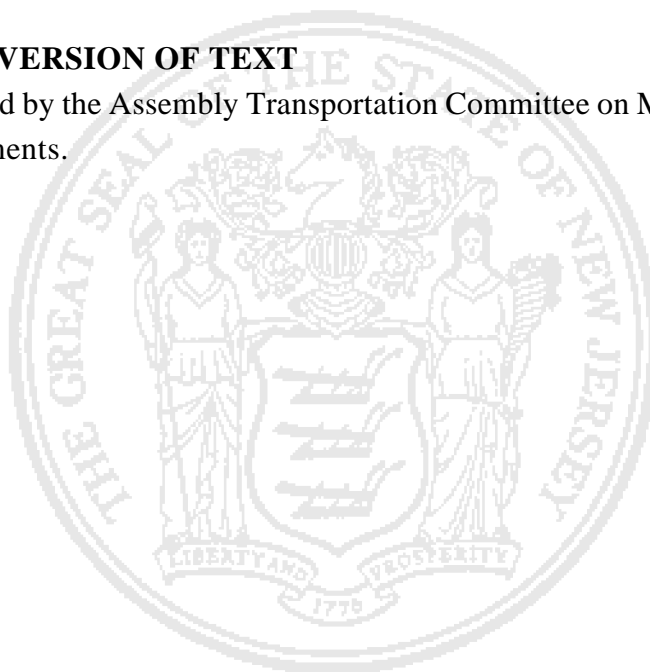 VERSION OF TEXT
d by the Assembly Transportation Committee on M
nents.
THE GREAT SEAL OF THE STATE OF NEW JERSEY
LIBERTY AND PROSPERITY
1776